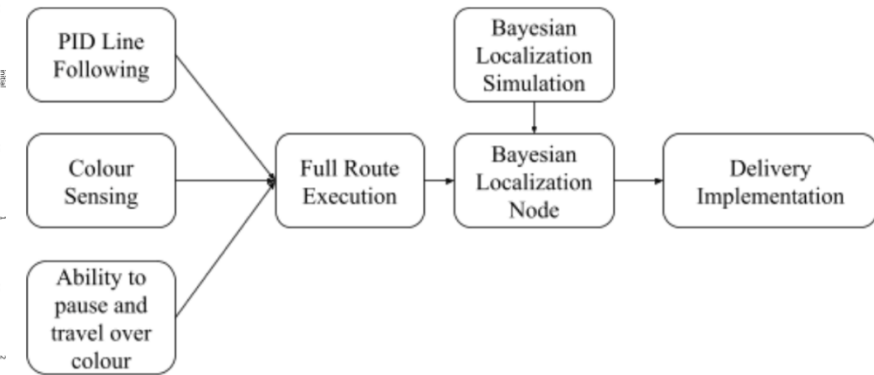 PID Line
Following
Bayesian
Localization
Simulation
Colour
Sensing
Full Route
Execution
Bayesian
Localization
Node
Delivery
Implementation
Ability to
pause and
travel over
colour